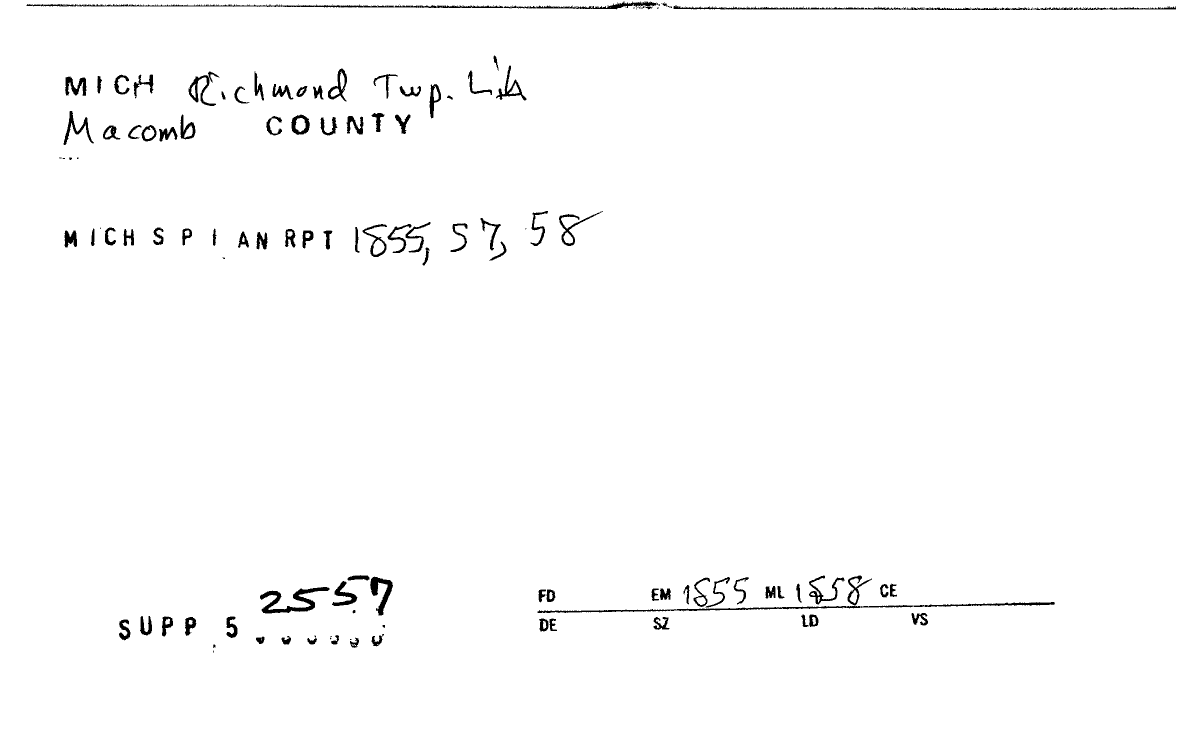 MICH Richmond Twp. Lib
Macomb COUNTY
MICH S P I AN RPT 1855, 57, 58
SUPP 5 2557
FD EM 1855 ML 1858 CE
DE SZ LD VS